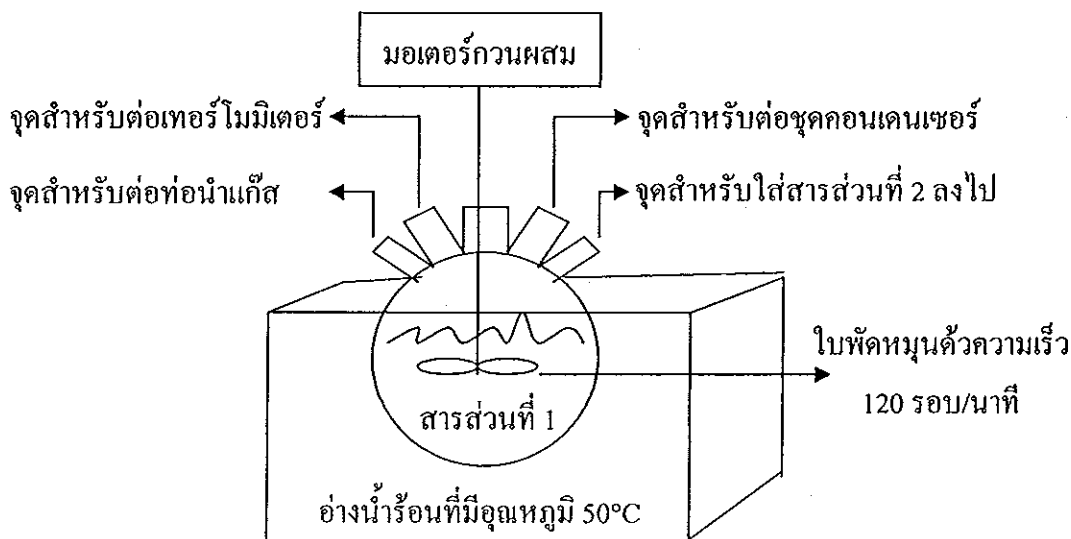 มอเตอร์กวนผสม
จุดสำหรับต่อเทอร์โมมิเตอร์
จุดสำหรับต่อชุดคอนเดนเซอร์
จุดสำหรับต่อท่อนำแก๊ส
จุดสำหรับใส่สารส่วนที่ 2 ลงไป
ใบพัดหมุนด้วความเร็ว
120 รอบ/นาที
สารส่วนที่ 1
อ่างน้ำร้อนที่มีอุณหภูมิ 50°C